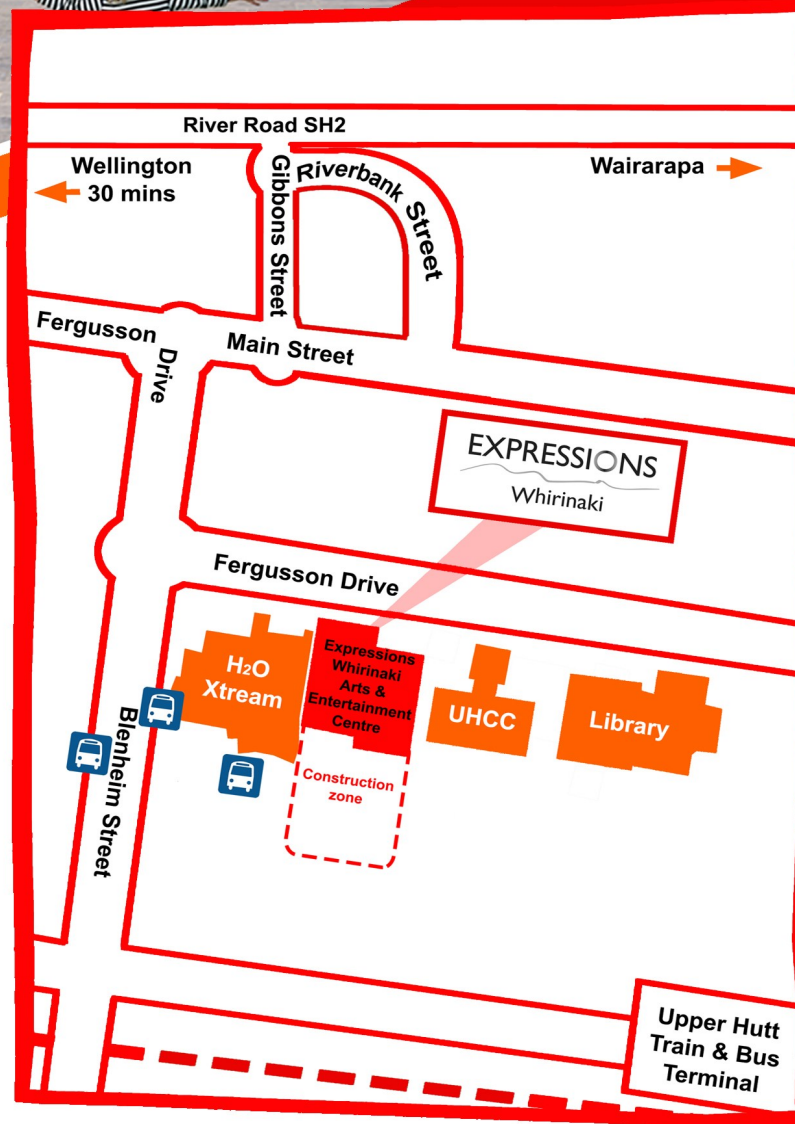 River Road SH2
Wellington
30 mins
Wairarapa
Gibbons Street
Riverbank Street
Fergusson
Drive
Main Street
EXPRESSIONS
Whirinaki
Fergusson Drive
H₂O
Xtream
Expressions
Whirinaki
Arts &
Entertainment
Centre
UHCC
Library
Construction
zone
Blenheim Street
Upper Hutt
Train & Bus
Terminal